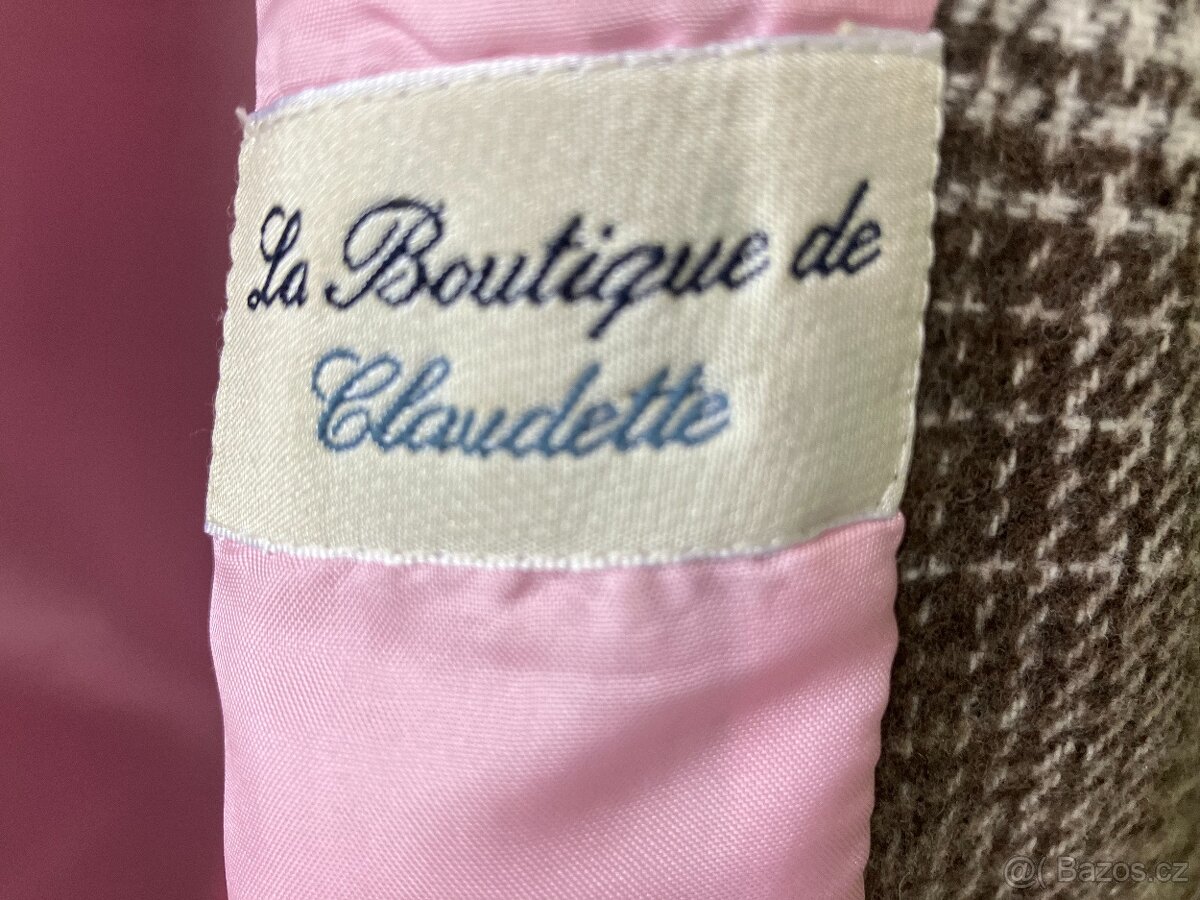 La Boutique de
Claudette
@( Bazos.cz